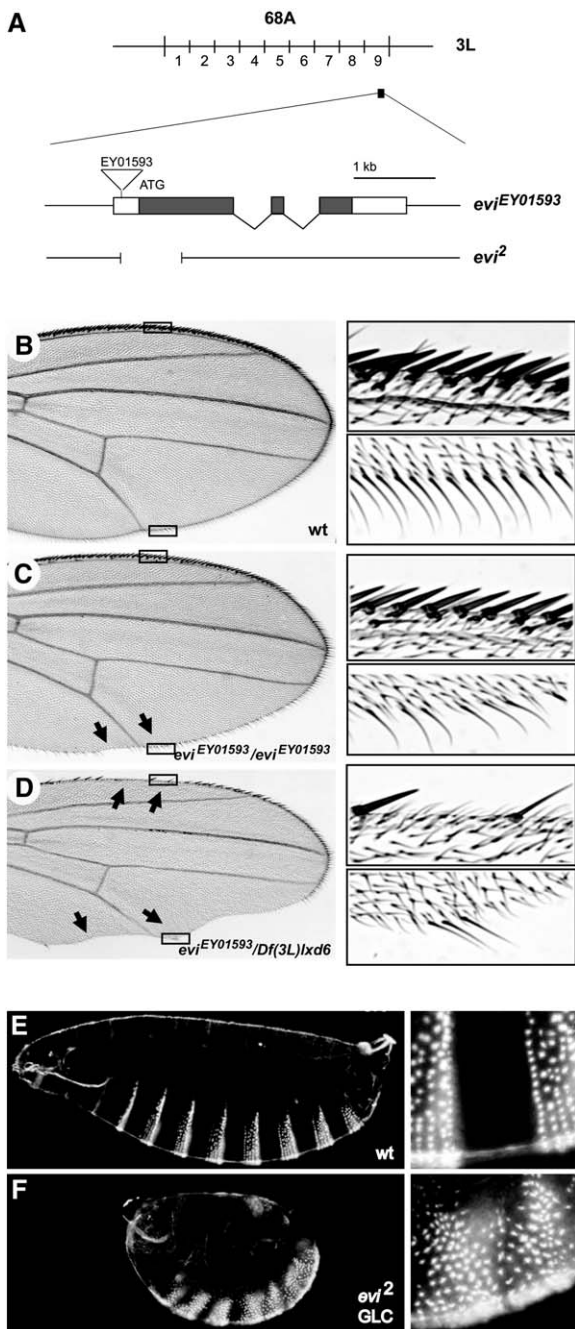 A
68A
3L
1 2 3 4 5 6 7 8 9
EY01593
ATG
1 kb
evi^EY01593
evi^2
B
wt
C
evi^EY01593/evi^EY01593
D
evi^EY01593/Df(3L)lxd6
E
wt
F
evi^2
GLC